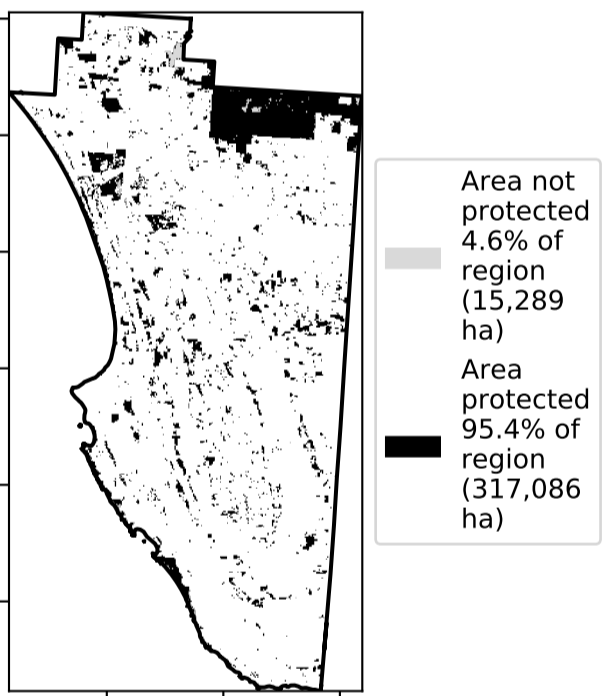 Area not
protected
4.6% of
region
(15,289
ha)
Area
protected
95.4% of
region
(317,086
ha)